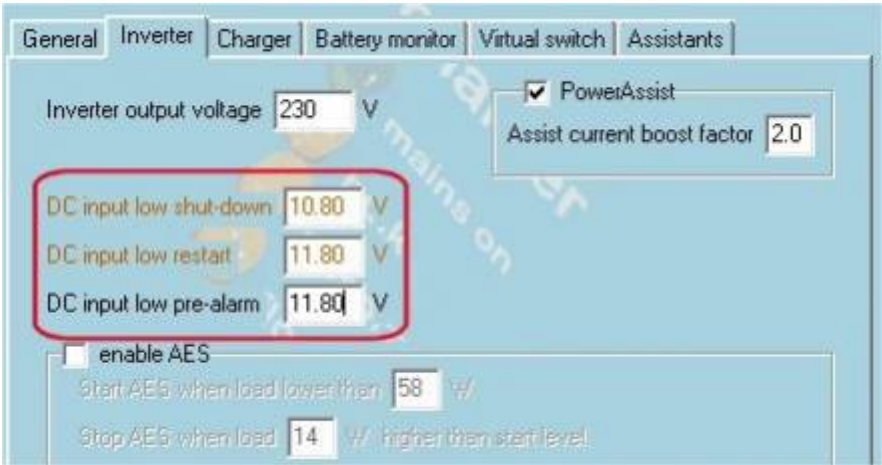 General Inverter Charger Battery monitor Virtual switch Assistants
Inverter output voltage 230 V
PowerAssist
Assist current boost factor 2.0
DC input low shut-down 10.80 V
DC input low restart 11.80 V
DC input low pre-alarm 11.80 V
enable AES
Start AES when load lower than 58 W
Stop AES when load 14 W higher than start level
mains on